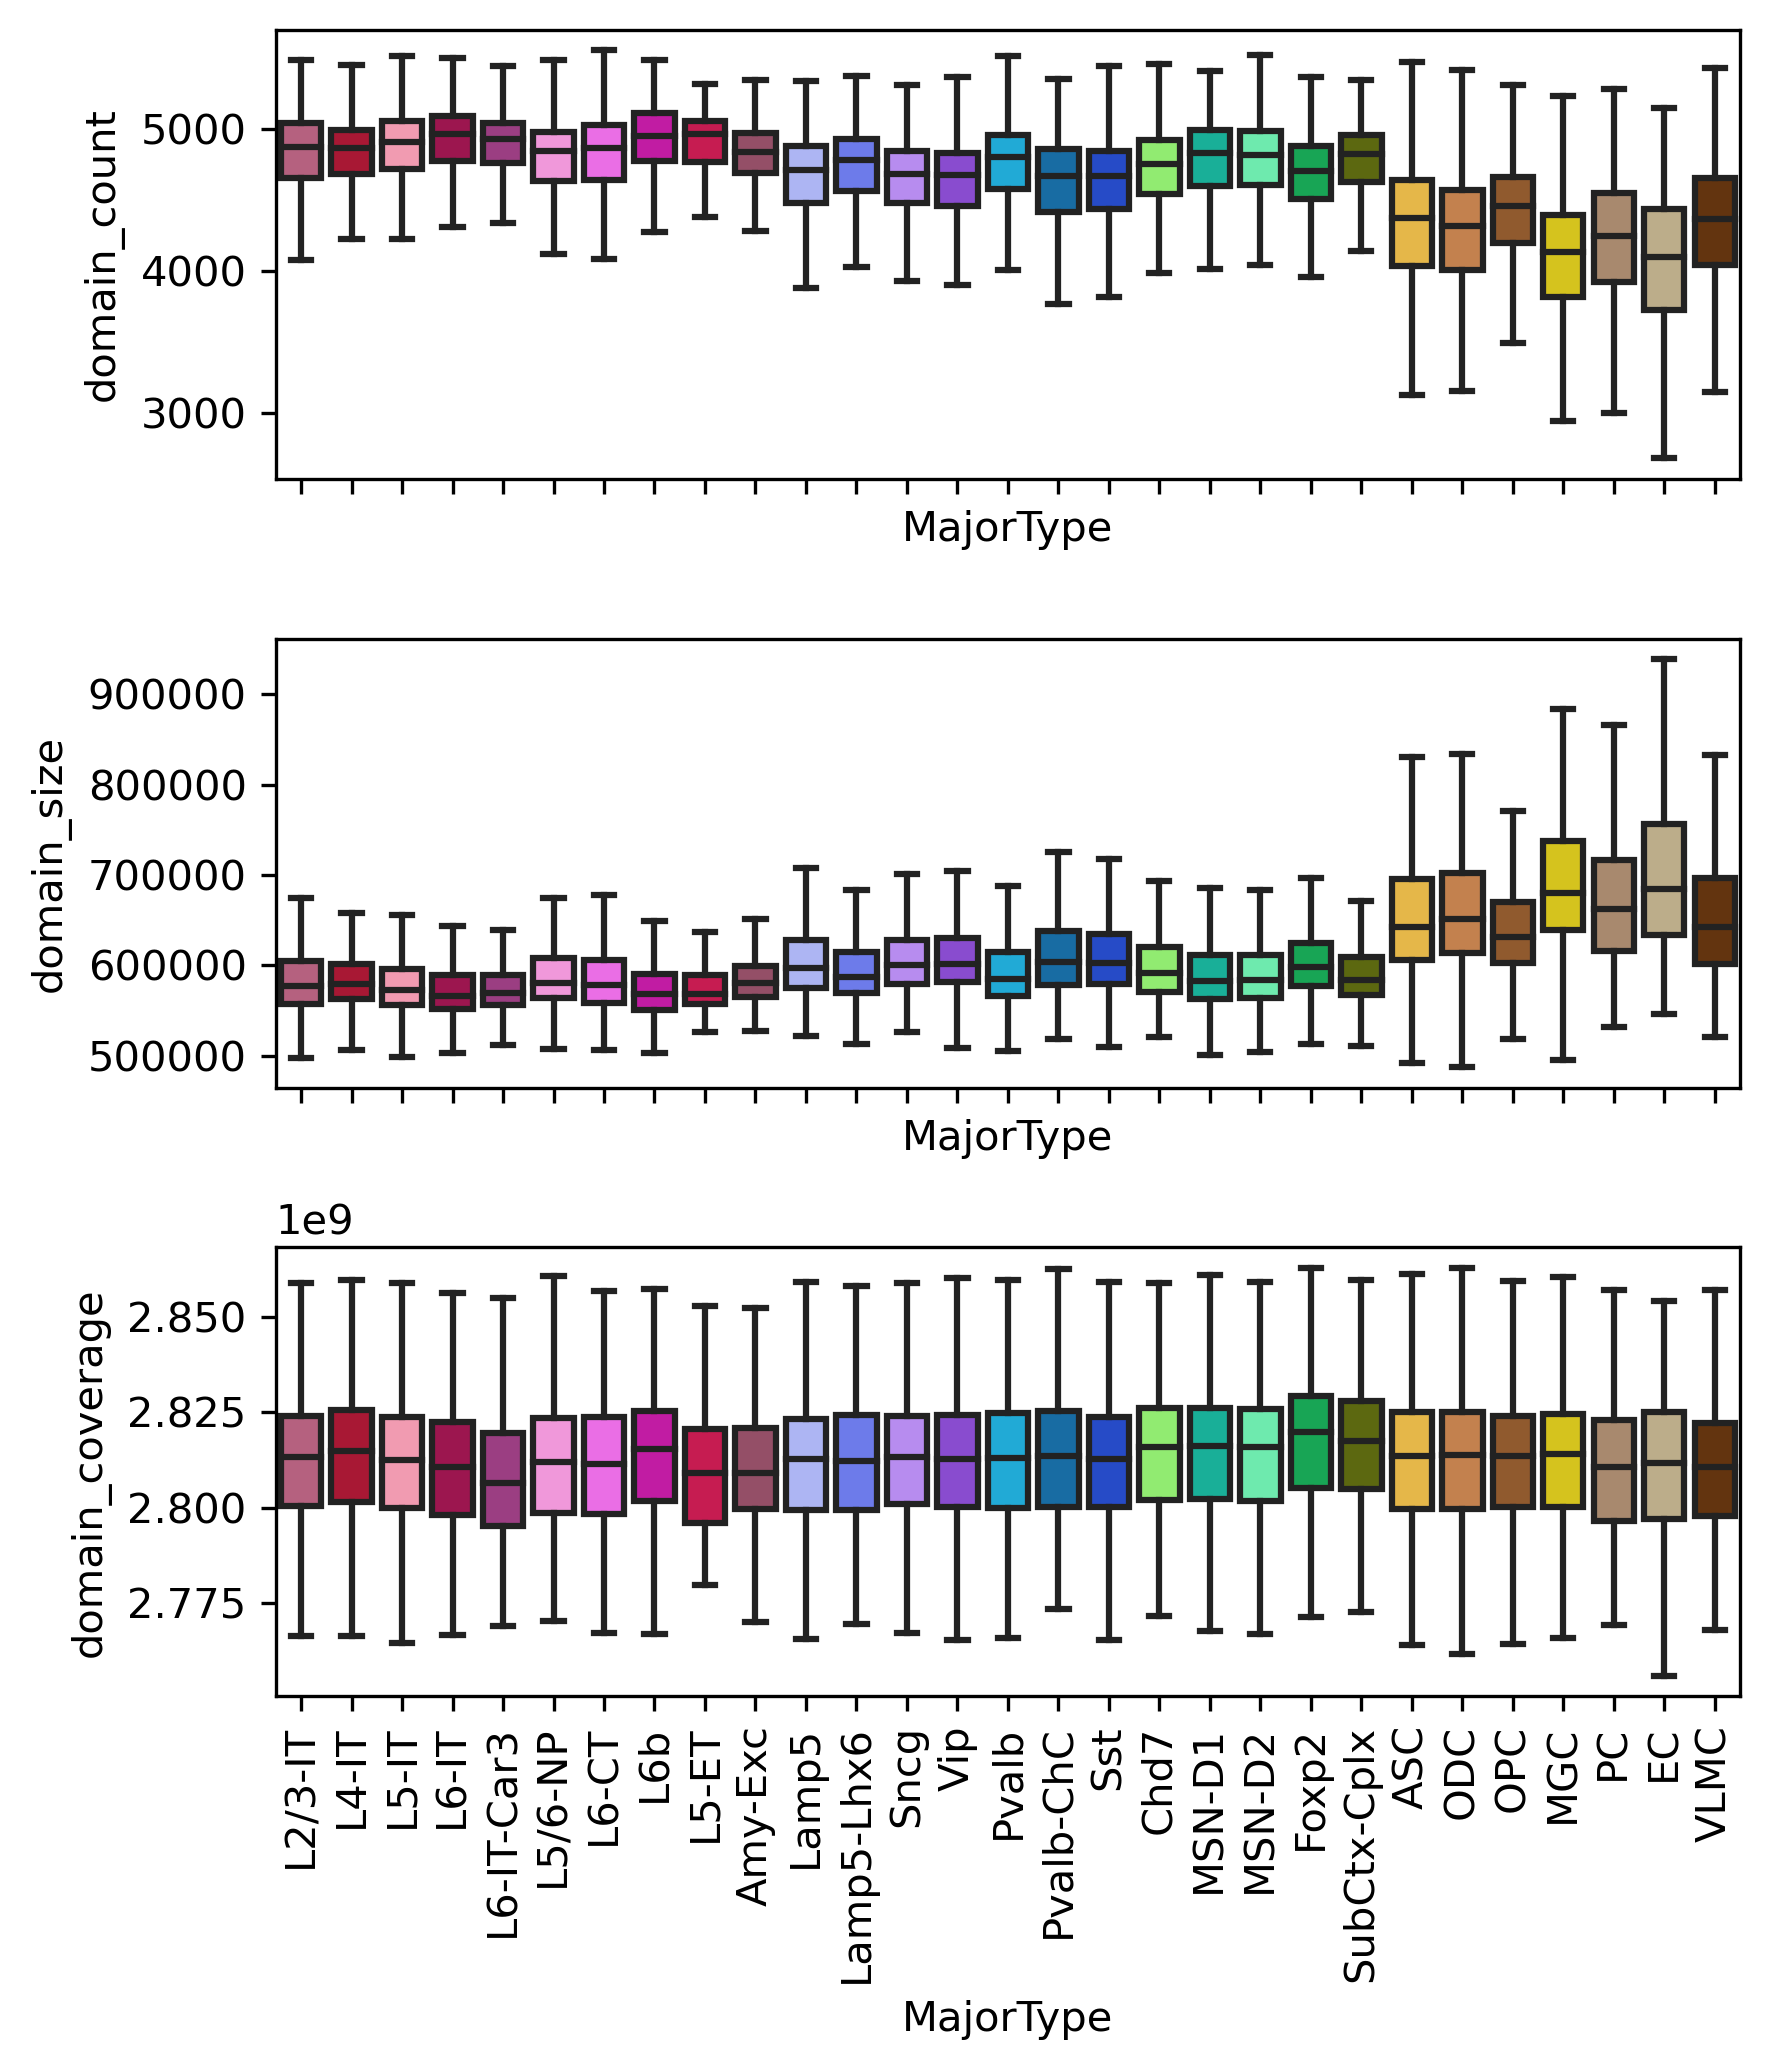 domain_count
5000
4000
3000
MajorType
domain_size
900000
800000
700000
600000
500000
MajorType
1e9
domain_coverage
2.850
2.825
2.800
2.775
L2/3-IT
L4-IT
L5-IT
L6-IT
L6-IT-Car3
L5/6-NP
L6-CT
L6b
L5-ET
Amy-Exc
Lamp5
Lamp5-Lhx6
Sncg
Vip
Pvalb
Pvalb-ChC
Sst
Chd7
MSN-D1
MSN-D2
Foxp2
SubCtx-Cplx
ASC
ODC
OPC
MGC
PC
EC
VLMC
MajorType